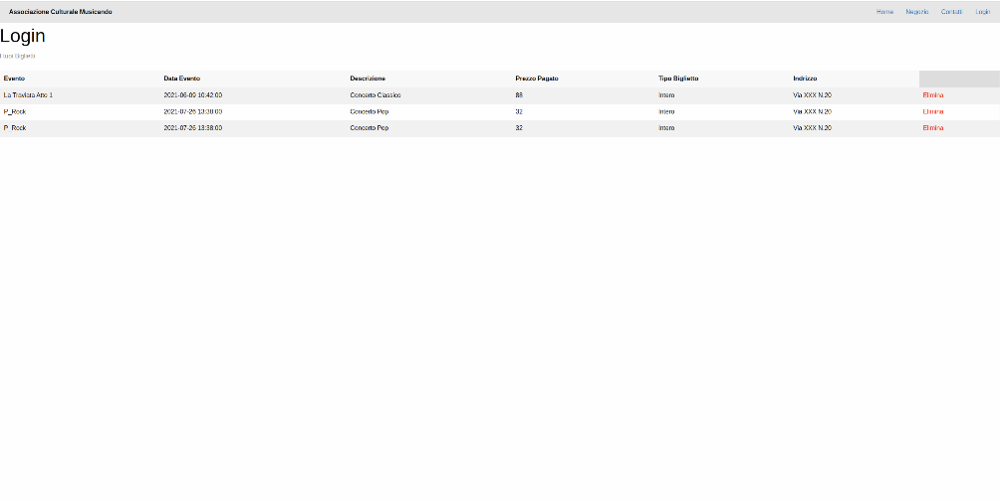 Associazione Culturale Musicando Home Negozio Contatti Login
Login
I tuoi Biglietti
Evento Data Evento Descrizione Prezzo Pagato Tipo Biglietto Indrizzo
La Traviata Atto 1 2021-06-09 10:42:00 Concerto Classico 88 Intero Via XXX N.20 Elimina
P_Rock 2021-07-26 13:38:00 Concerto Pop 32 Intero Via XXX N.20 Elimina
P_Rock 2021-07-26 13:38:00 Concerto Pop 32 Intero Via XXX N.20 Elimina